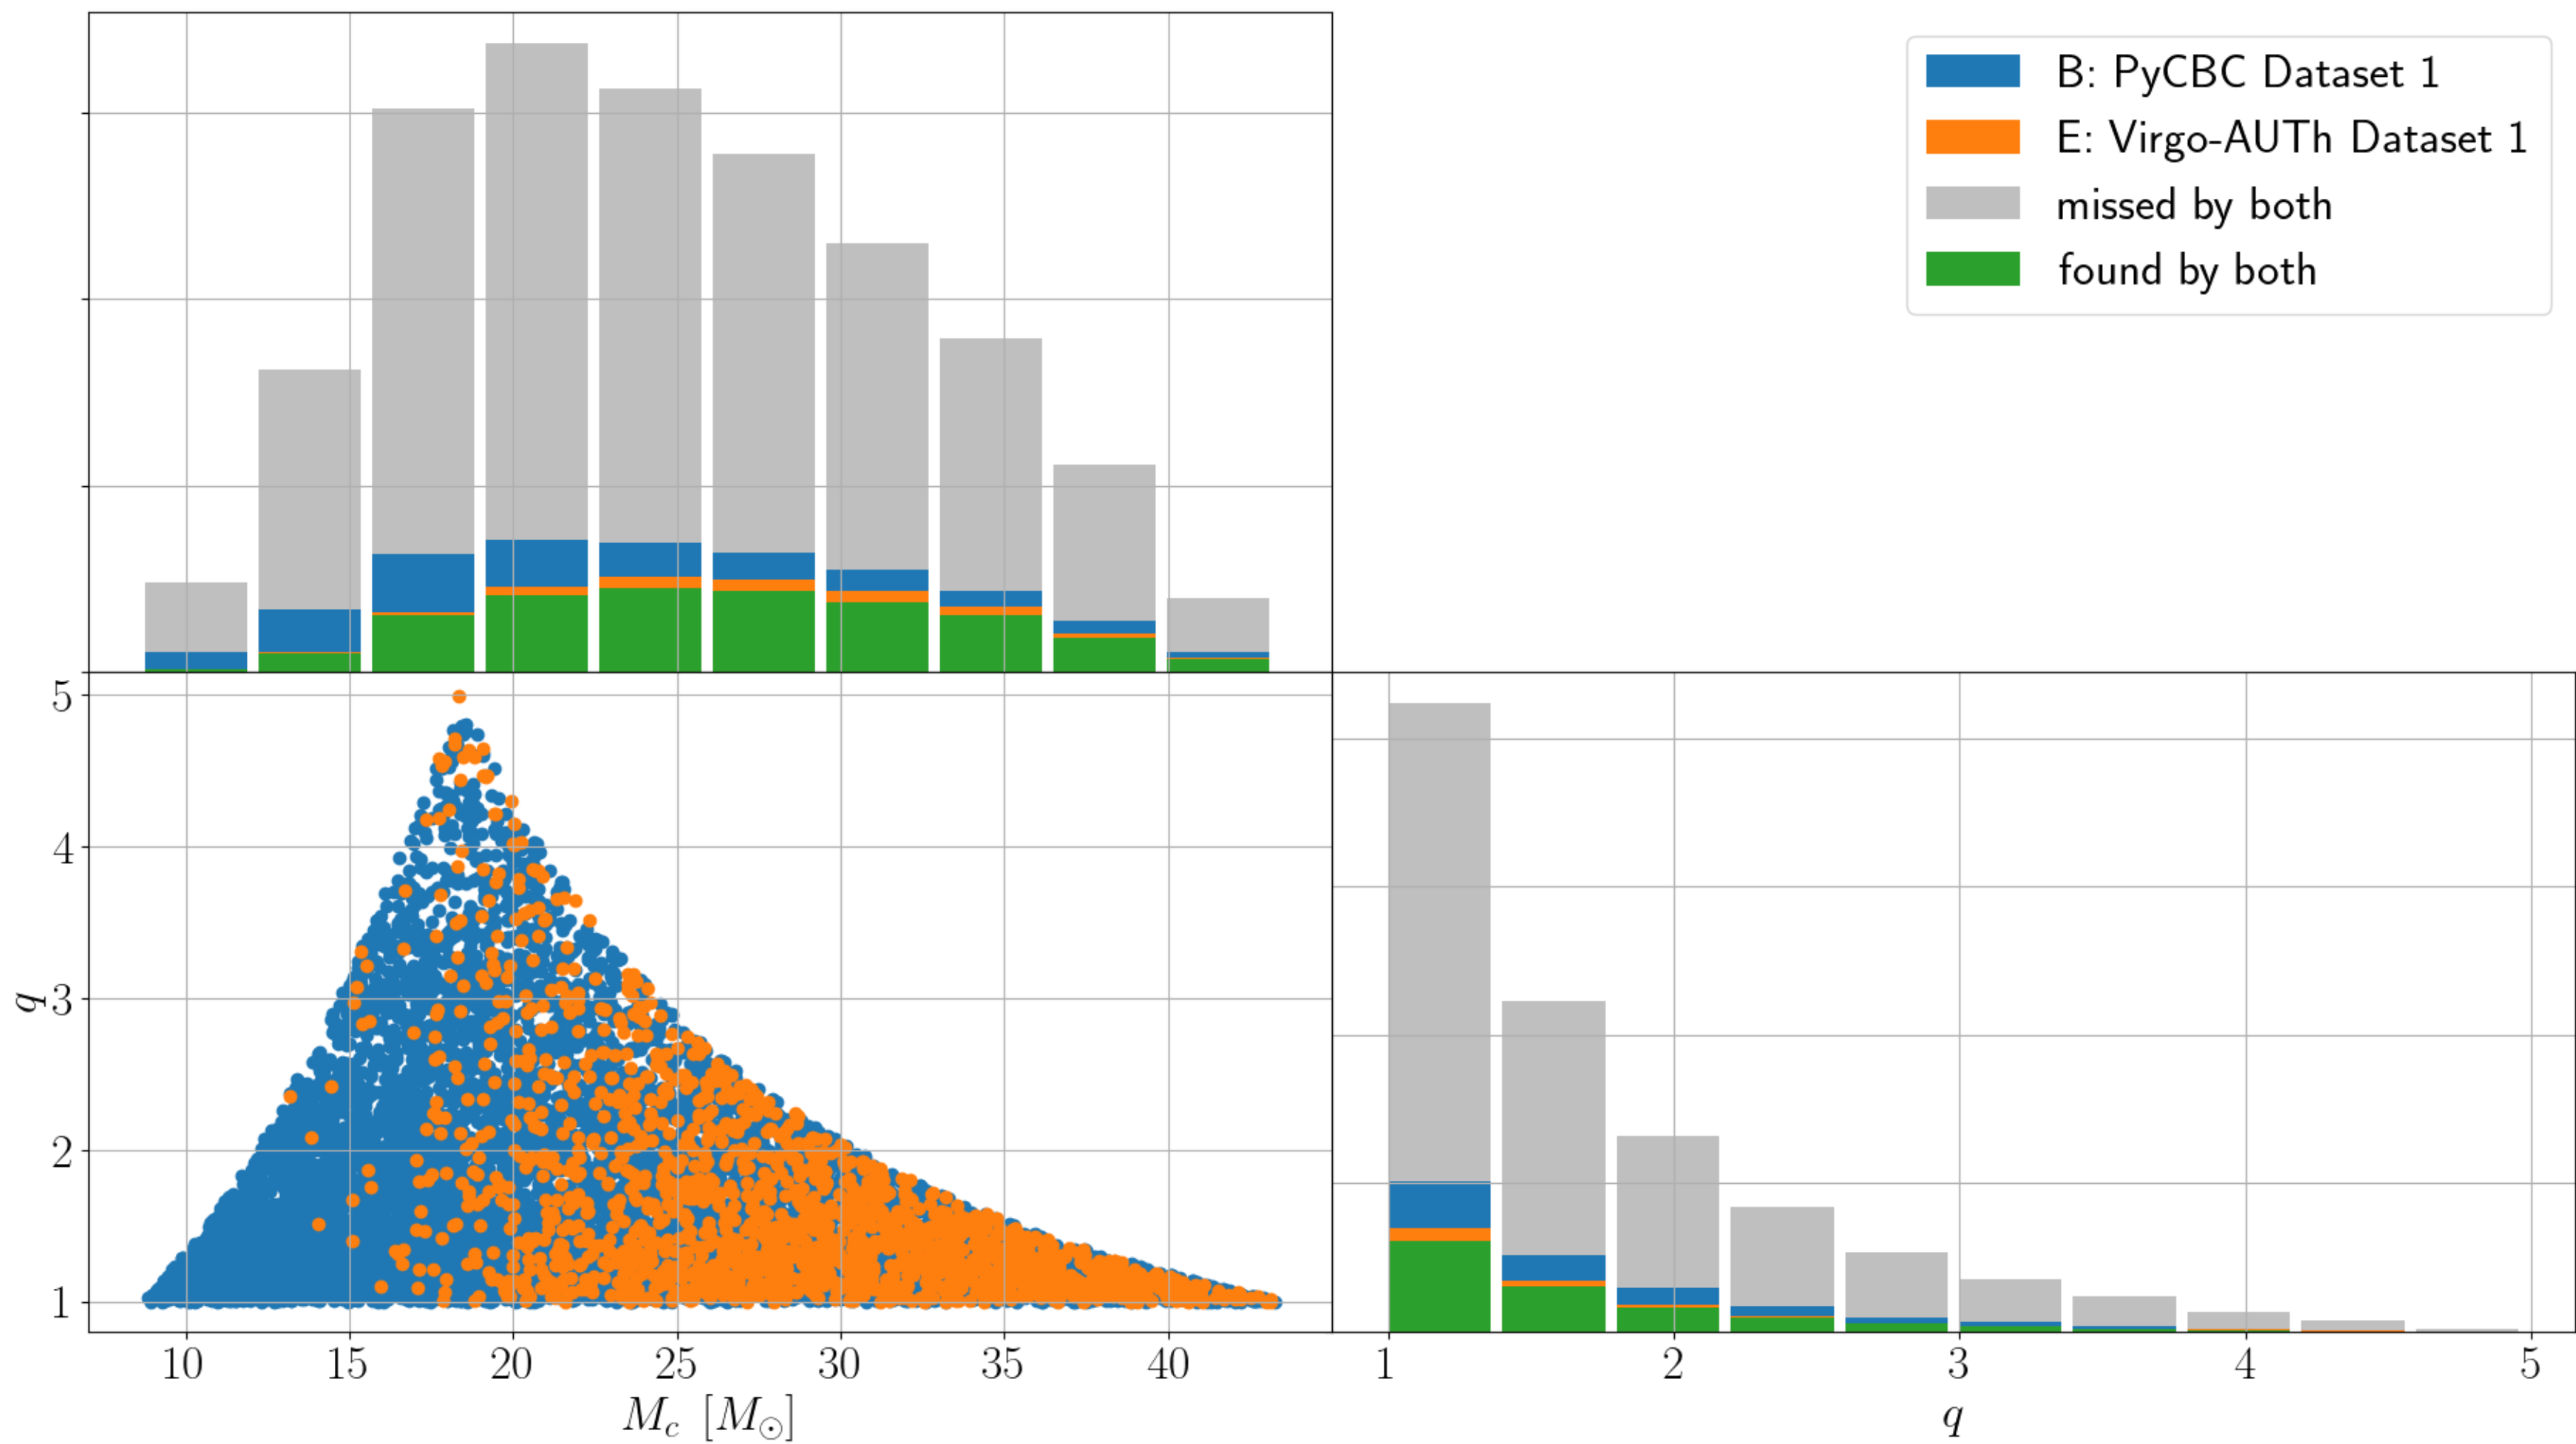 B: PyCBC Dataset 1
E: Virgo-AUTh Dataset 1
missed by both
found by both
5
4
3
2
1
q
10 15 20 25 30 35 40
M_c [M_⊙]
1 2 3 4 5
q